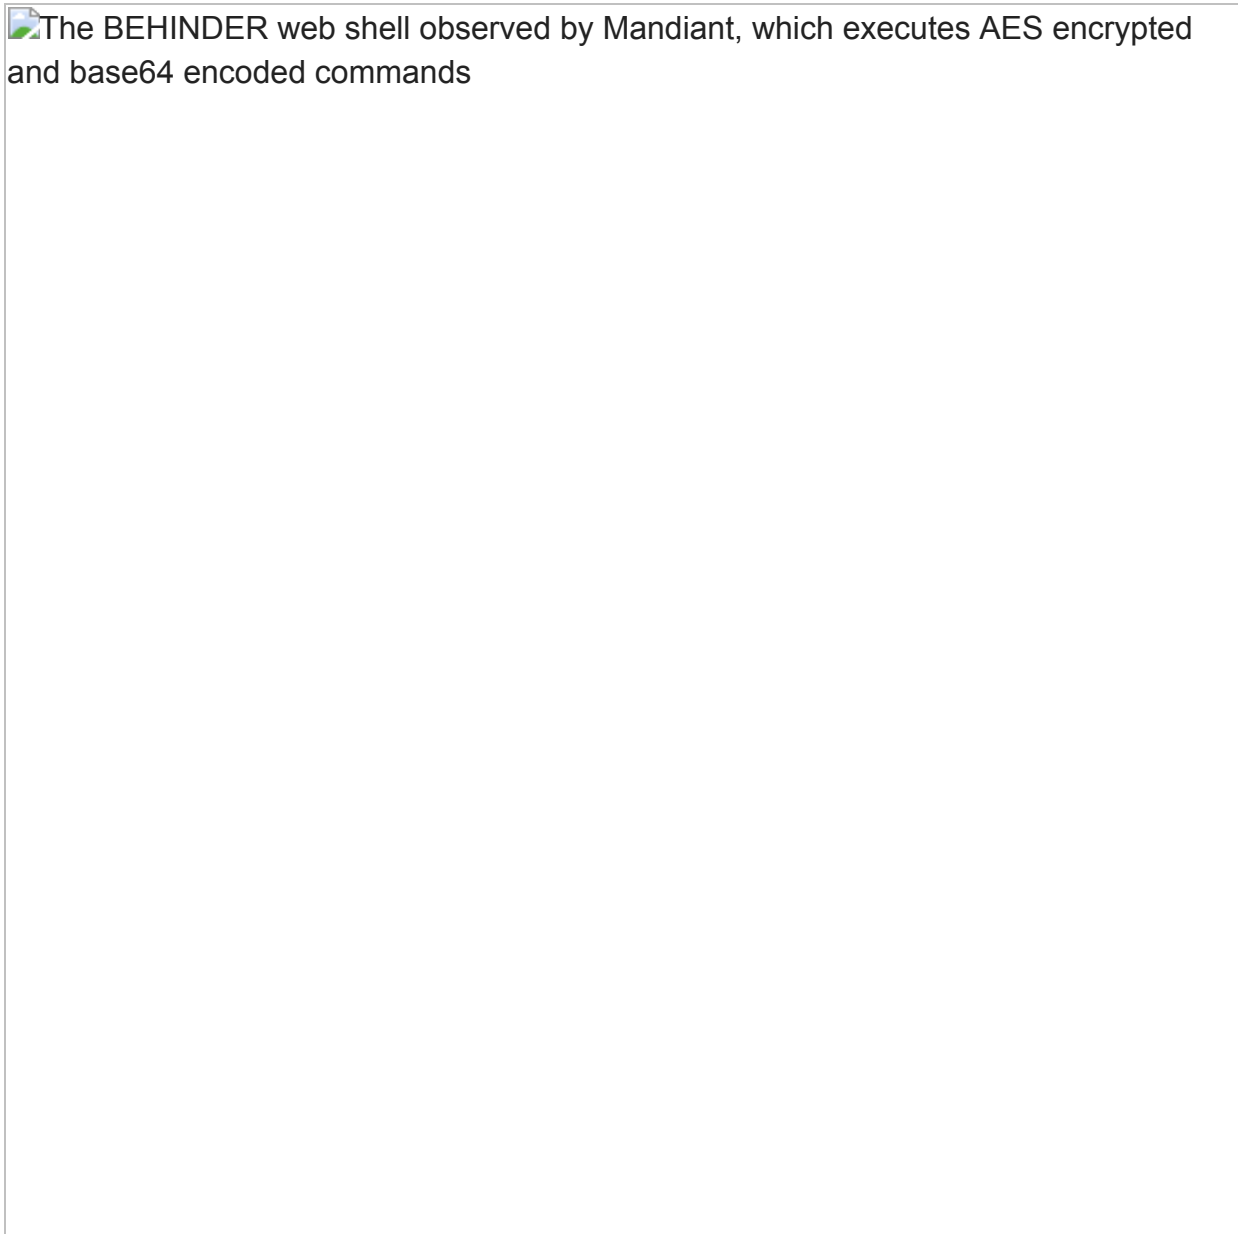 The BEHINDER web shell observed by Mandiant, which executes AES encrypted
and base64 encoded commands